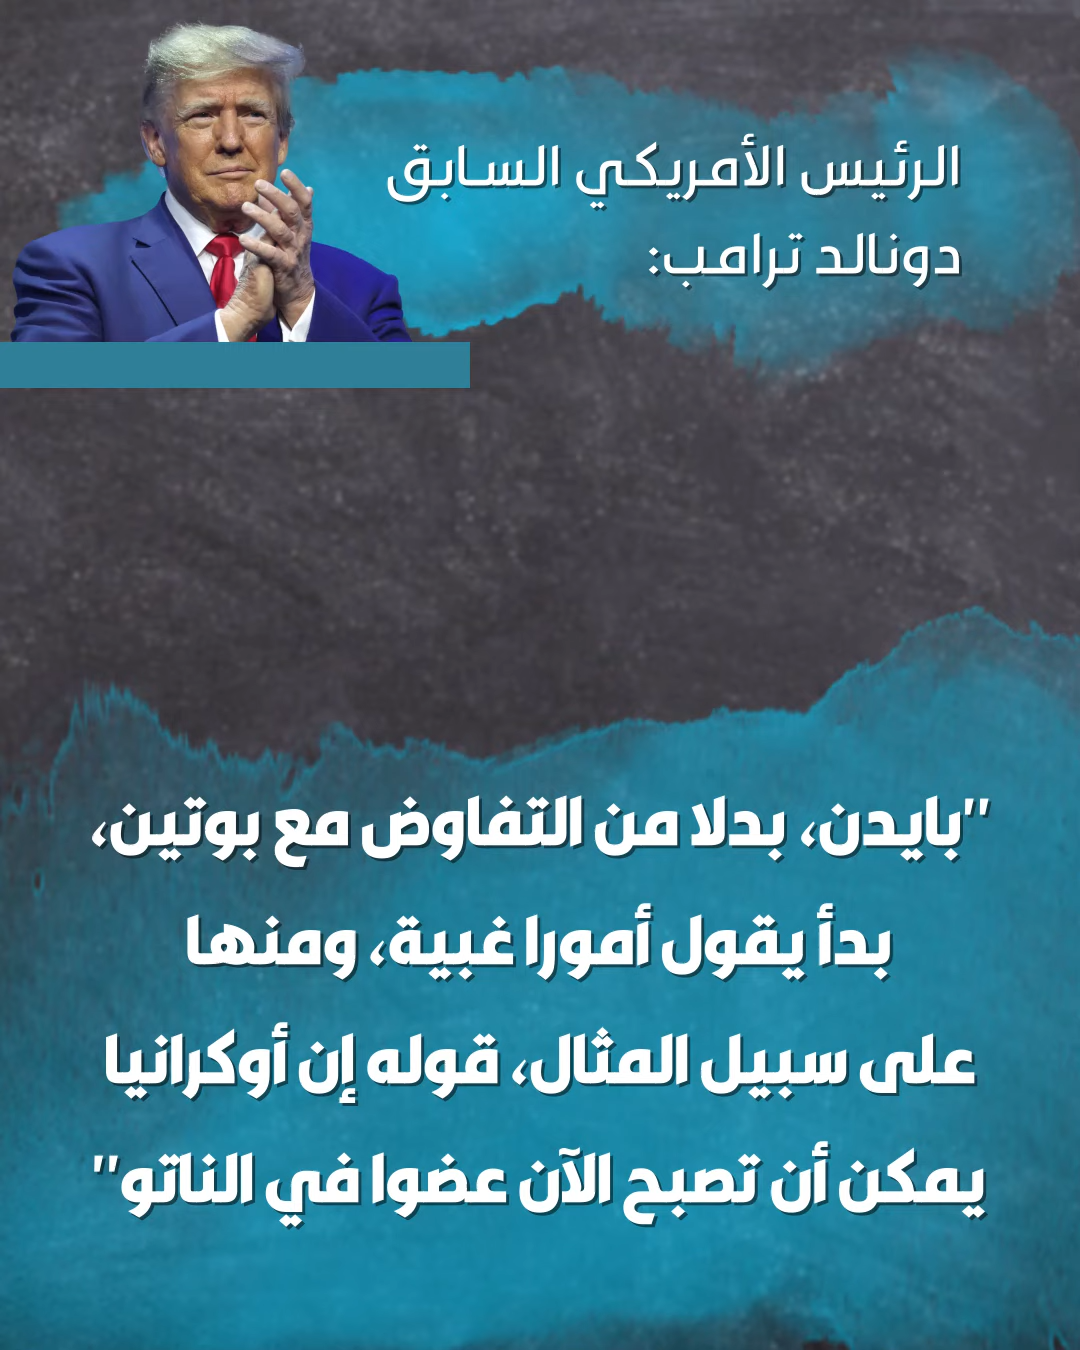 الرئيس الأمريكي السابق
دونالد ترامب:
"بايدن، بدلا من التفاوض مع بوتين،
بدأ يقول أمورا غبية، ومنها
على سبيل المثال، قوله إن أوكرانيا
يمكن أن تصبح الآن عضوا في الناتو"